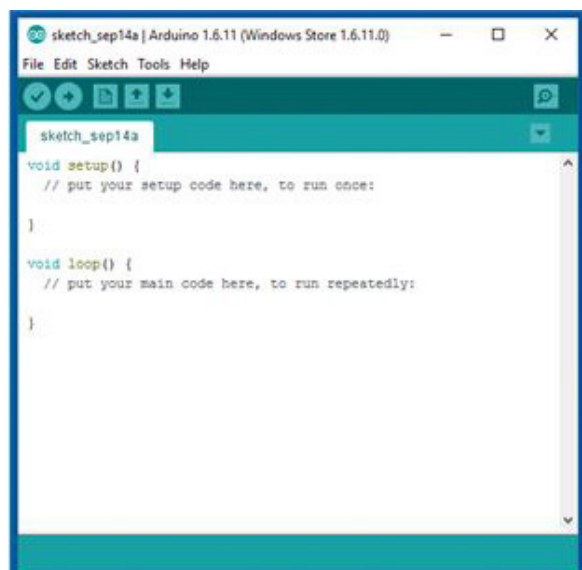 sketch_sep14a | Arduino 1.6.11 (Windows Store 1.6.11.0)
File Edit Sketch Tools Help
sketch_sep14a
void setup() {
// put your setup code here, to run once:
}
void loop() {
// put your main code here, to run repeatedly:
}